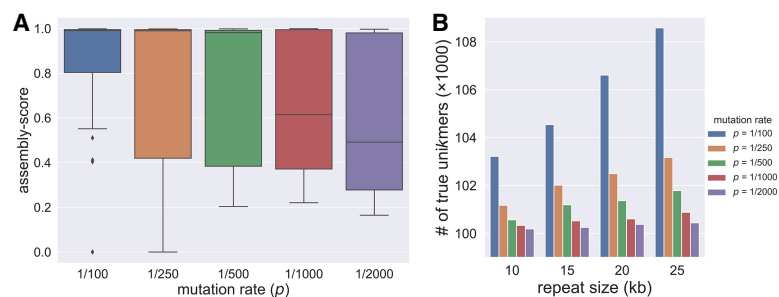 A
1.0
0.8
0.6
0.4
0.2
0.0
assembly-score
1/100 1/250 1/500 1/1000 1/2000
mutation rate (p)
B
108
106
104
102
100
# of true unikmers (×1000)
10 15 20 25
repeat size (kb)
mutation rate
p = 1/100
p = 1/250
p = 1/500
p = 1/1000
p = 1/2000